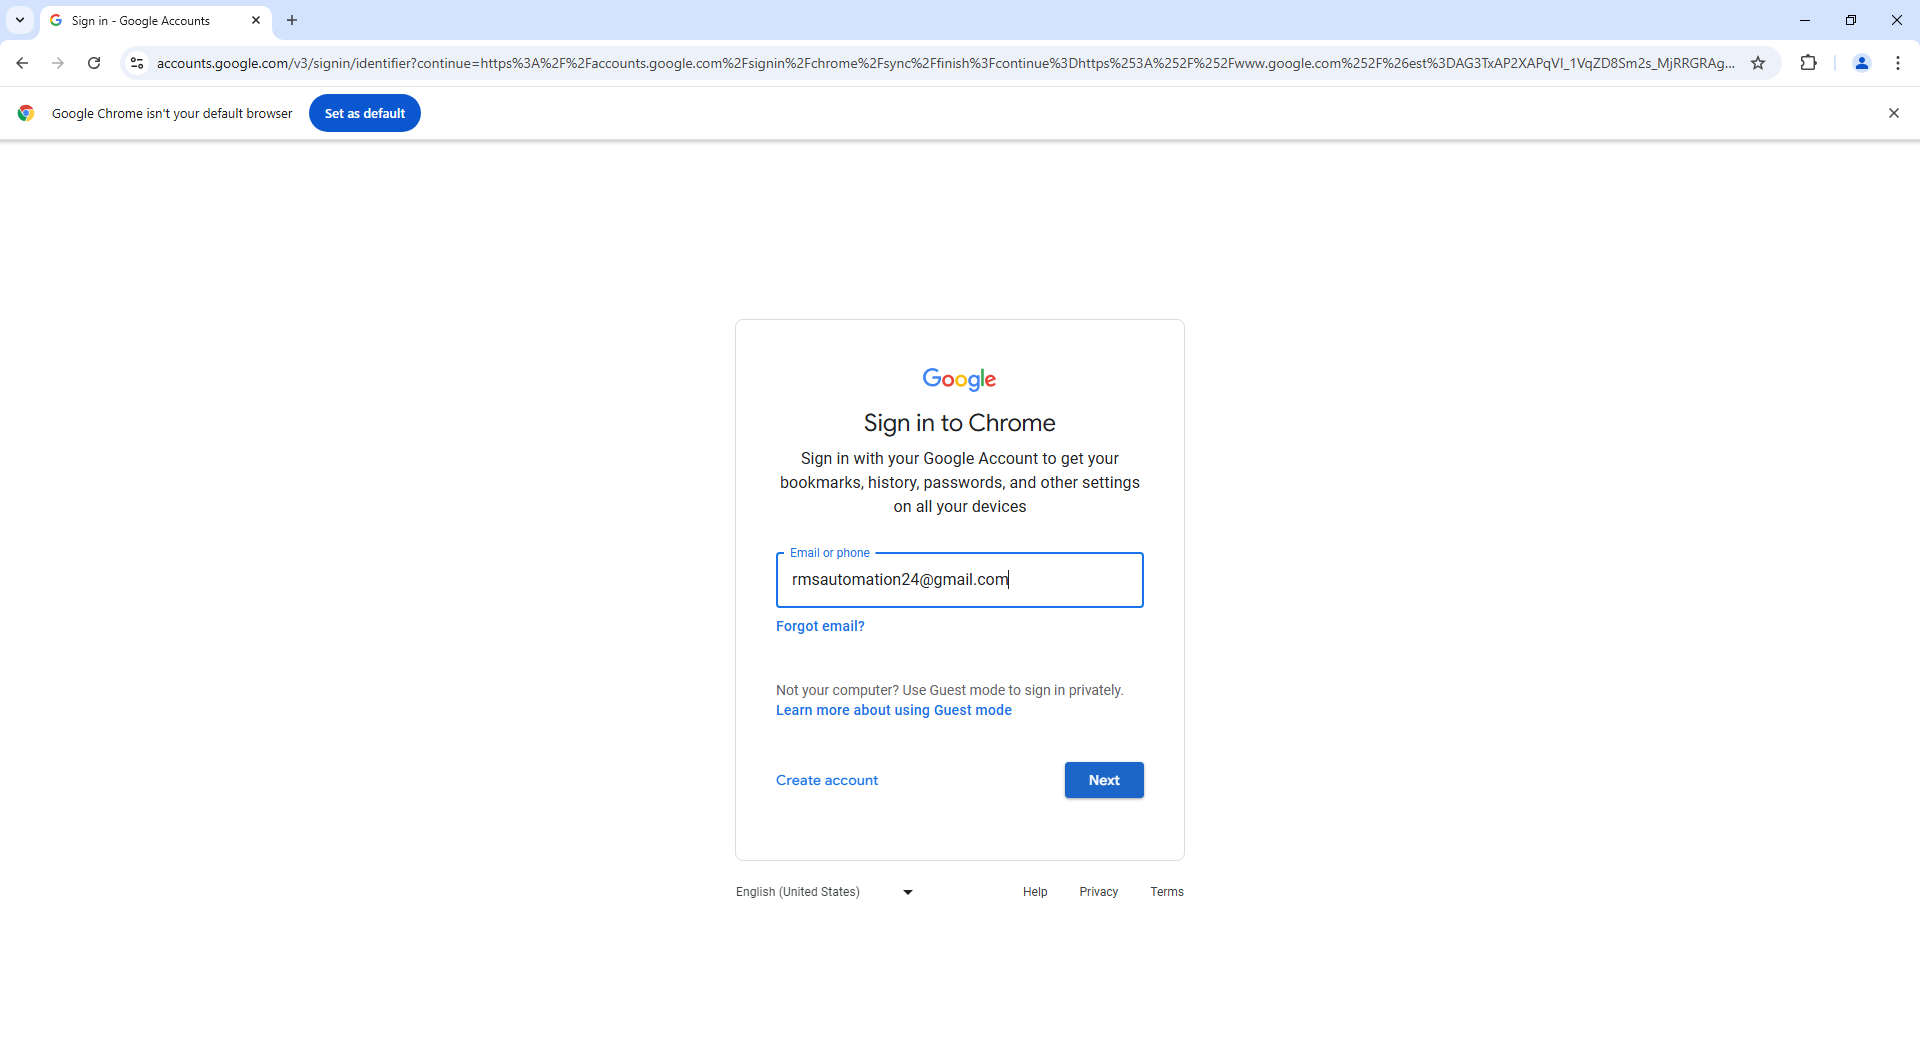 Sign in - Google Accounts
accounts.google.com/v3/signin/identifier?continue=https%3A%2F%2Faccounts.google.com%2Fsignin%2Fchrome%2Fsync%2Ffinish%3Fcontinue%3Dhttps%253A%252F%252Fwww.google.com%252F%26est%3DAG3TxAP2XAPqVI_1VqZD8Sm2s_MjRRGRAg...
Google Chrome isn't your default browser
Set as default
Google
Sign in to Chrome
Sign in with your Google Account to get your
bookmarks, history, passwords, and other settings
on all your devices
Email or phone
rmsautomation24@gmail.com
Forgot email?
Not your computer? Use Guest mode to sign in privately.
Learn more about using Guest mode
Create account
Next
English (United States)
Help
Privacy
Terms